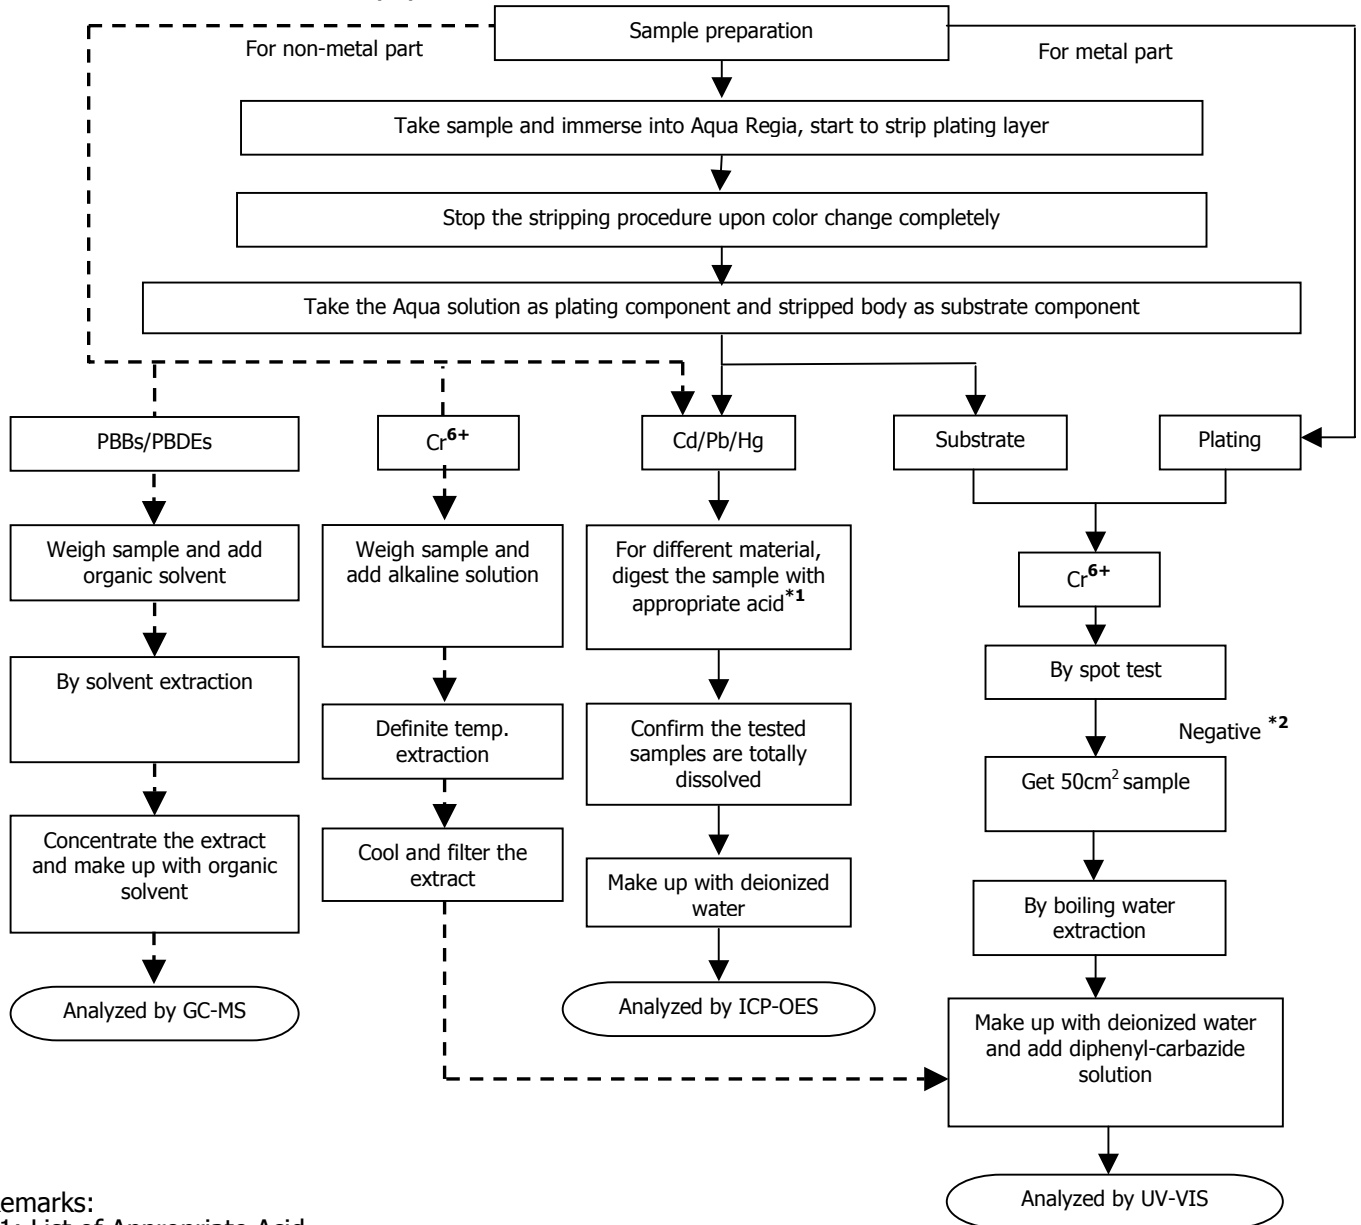 Sample preparation
For non-metal part
For metal part
Take sample and immerse into Aqua Regia, start to strip plating layer
Stop the stripping procedure upon color change completely
Take the Aqua solution as plating component and stripped body as substrate component
PBBs/PBDEs
Cr6+
Cd/Pb/Hg
Substrate
Plating
Weigh sample and add
organic solvent
Weigh sample and
add alkaline solution
For different material,
digest the sample with
appropriate acid*1
Cr6+
By solvent extraction
Definite temp.
extraction
Confirm the tested
samples are totally
dissolved
By spot test
Negative *2
Get 50cm2 sample
Concentrate the extract
and make up with organic
solvent
Cool and filter the
extract
Make up with deionized
water
By boiling water
extraction
Analyzed by GC-MS
Analyzed by ICP-OES
Make up with deionized water
and add diphenyl-carbazide
solution
Analyzed by UV-VIS
emarks:
1: List of Appropriate Acid